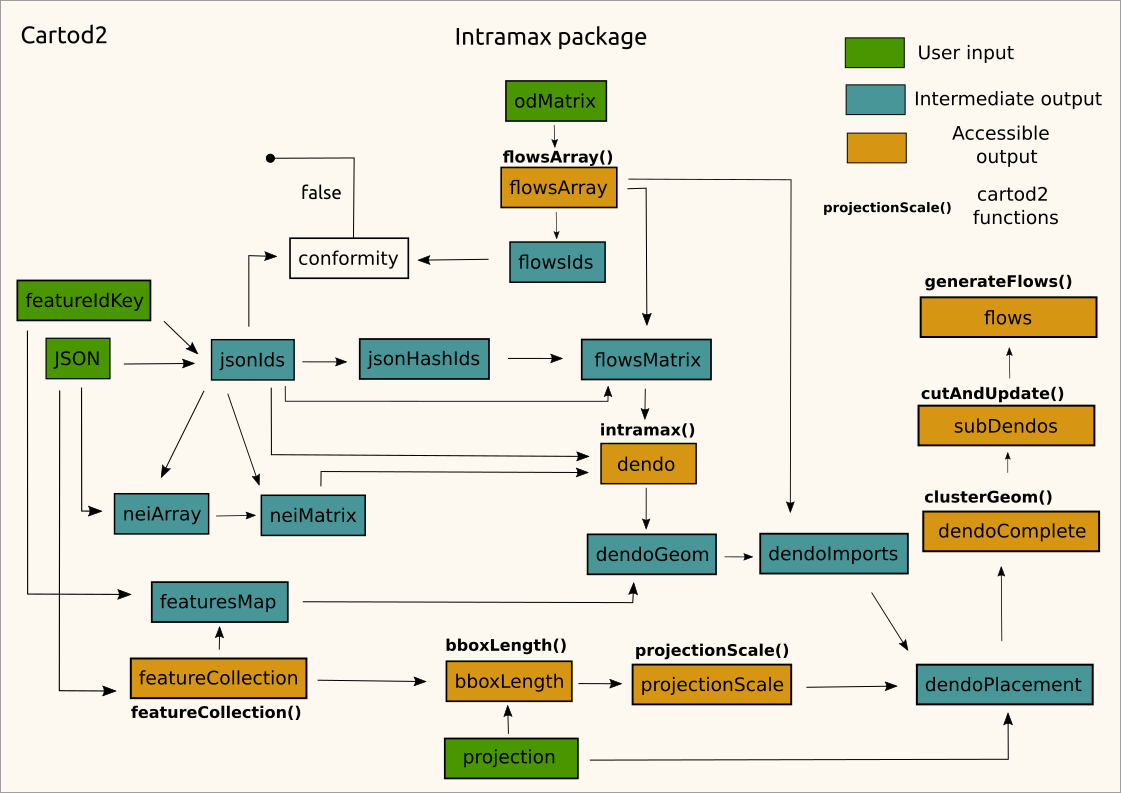 Cartod2
Intramax package
User input
Intermediate output
Accessible
output
projectionScale()
cartod2
functions
odMatrix
flowsArray()
flowsArray
false
conformity
flowsIds
featureIdKey
JSON
jsonIds
jsonHashIds
flowsMatrix
generateFlows()
flows
cutAndUpdate()
subDendos
intramax()
dendo
clusterGeom()
dendoComplete
neiArray
neiMatrix
dendoGeom
dendoImports
featuresMap
featureCollection
featureCollection()
bboxLength()
bboxLength
projectionScale()
projectionScale
dendoPlacement
projection